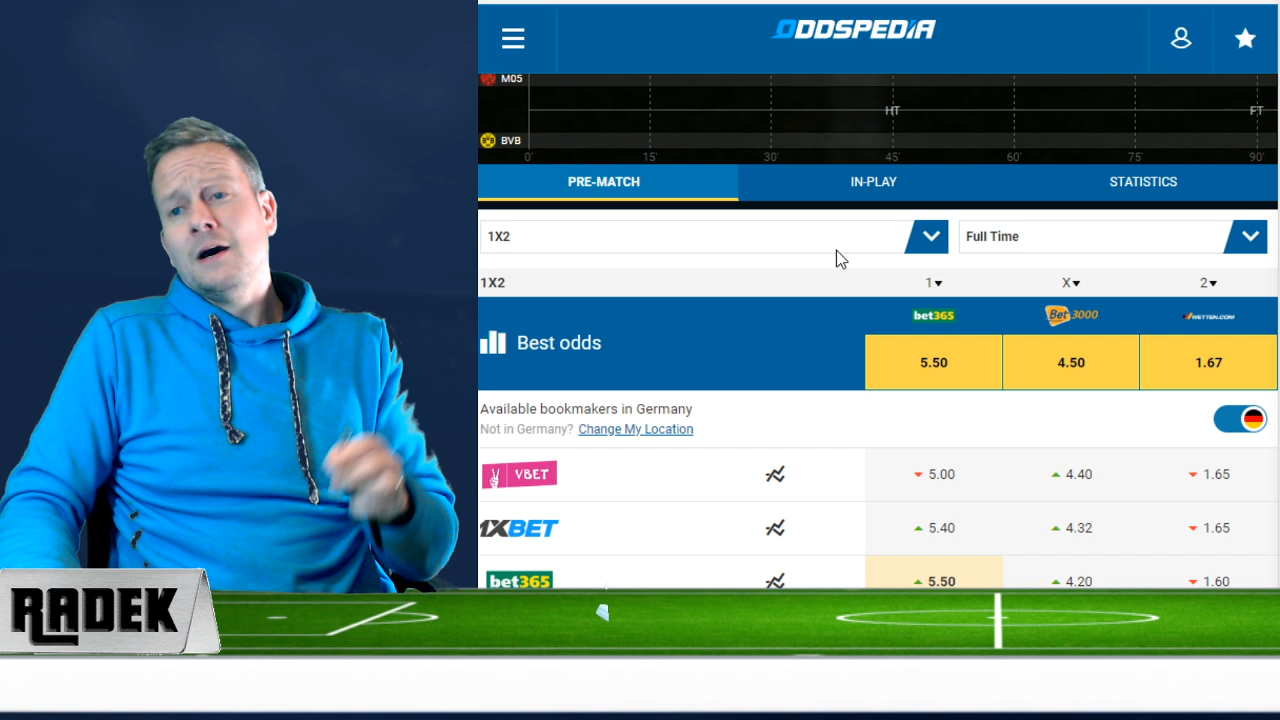 ODDSPEDIA
M05
HT
FT
BVB
0' 15' 30' 45' 60' 75' 90'
PRE-MATCH IN-PLAY STATISTICS
1X2 Full Time
1X2 1 X 2
bet365 Bet3000 WETTEN.COM
Best odds 5.50 4.50 1.67
Available bookmakers in Germany
Not in Germany? Change My Location
VBET 5.00 4.40 1.65
1XBET 5.40 4.32 1.65
bet365 5.50 4.20 1.60
RADEK